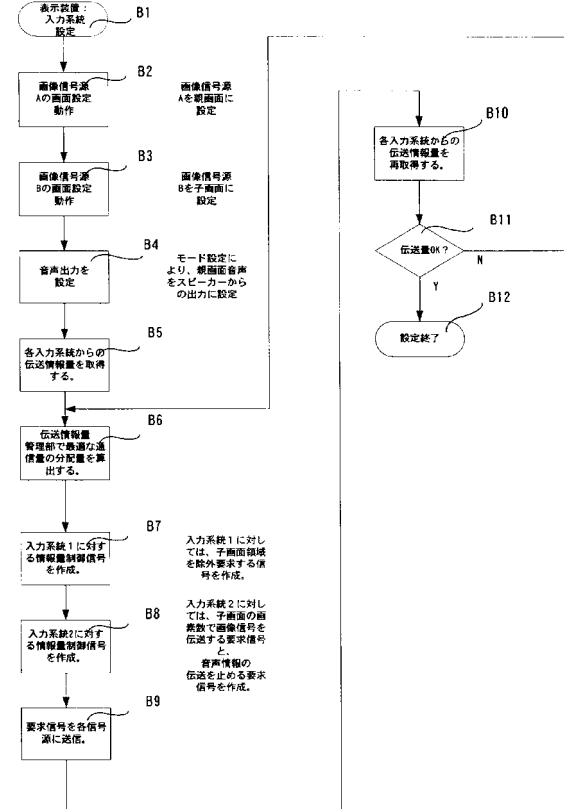 表示装置：
入力系統
設定
B1
画像信号源
Aの画面設定
動作
B2
画像信号源
Aを親画面に
設定
画像信号源
Bの画面設定
動作
B3
画像信号源
Bを子画面に
設定
音声出力を
設定
B4
モード設定に
より、親画面音声
をスピーカーから
の出力に設定
各入力系統からの
伝送情報量を取得
する。
B5
伝送情報量
管理部で最適な通
信量の分配量を算
出する。
B6
入力系統1に対す
る情報量制御信号
を作成。
B7
入力系統1に対し
ては、子画面領域
を除外要求する信
号を作成。
入力系統2に対す
る情報量制御信号
を作成。
B8
入力系統2に対し
ては、子画面の画
素数で画像信号を
伝送する要求信号
と、
音声情報の
伝送を止める要求
信号を作成。
要求信号を各信号
源に送信。
B9
各入力系統からの
伝送情報量を
再取得する。
B10
伝送量OK？
B11
N
Y
設定終了
B12